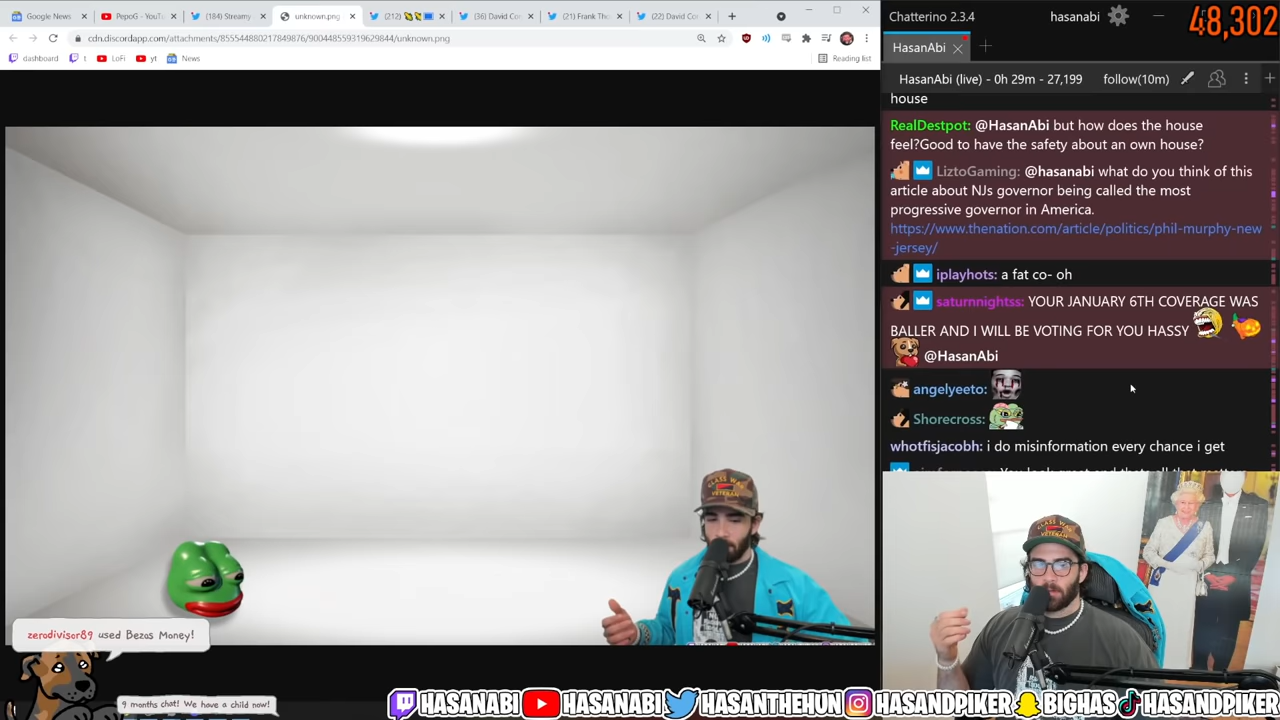 Google News
PepoG - YouTu
(184) Streamy
unknown.png
(212)
(36) David Co
(21) Frank Tho
(22) David Co
cdn.discordapp.com/attachments/855544880217849876/900448559319629844/unknown.png
dashboard
t
LoFi
yt
News
Reading list
Chatterino 2.3.4
hasanabi
48,302
HasanAbi
HasanAbi (live) - 0h 29m - 27,199
follow(10m)
house
RealDestpot: @HasanAbi but how does the house
feel?Good to have the safety about an own house?
LiztoGaming: @hasanabi what do you think of this
article about NJs governor being called the most
progressive governor in America.
https://www.thenation.com/article/politics/phil-murphy-new
-jersey/
iplayhots: a fat co- oh
saturnnightss: YOUR JANUARY 6TH COVERAGE WAS
BALLER AND I WILL BE VOTING FOR YOU HASSY
@HasanAbi
angelyeeto:
Shorecross:
whotfisjacobh: i do misinformation every chance i get
CLASS WAR
VETERAN
CLASS WAR
VETERAN
zerodivisor89 used Bezos Money!
9 months chat! We have a child now!
HASANABI
HASANABI
HASANTHEHUN
HASANDPIKER
BIGHAS
HASANDPIKER